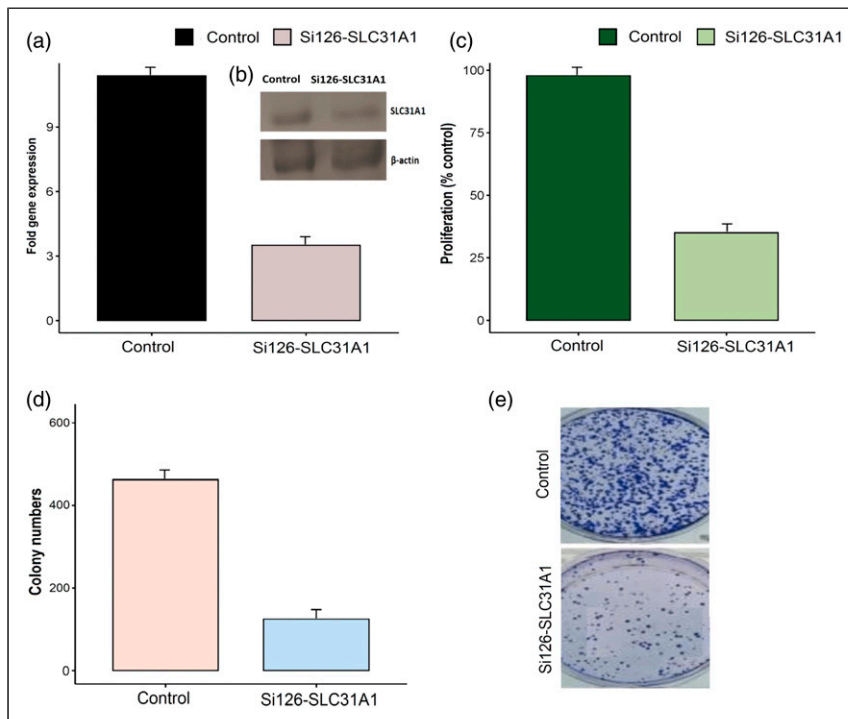 (a)
Control Si126-SLC31A1
Fold gene expression
9
6
3
0
Control Si126-SLC31A1
(b)
Control Si126-SLC31A1
SLC31A1
β-actin
(c)
Control Si126-SLC31A1
Proliferation (% control)
100
75
50
25
0
Control Si126-SLC31A1
(d)
Colony numbers
600
400
200
0
Control Si126-SLC31A1
(e)
Control
Si126-SLC31A1